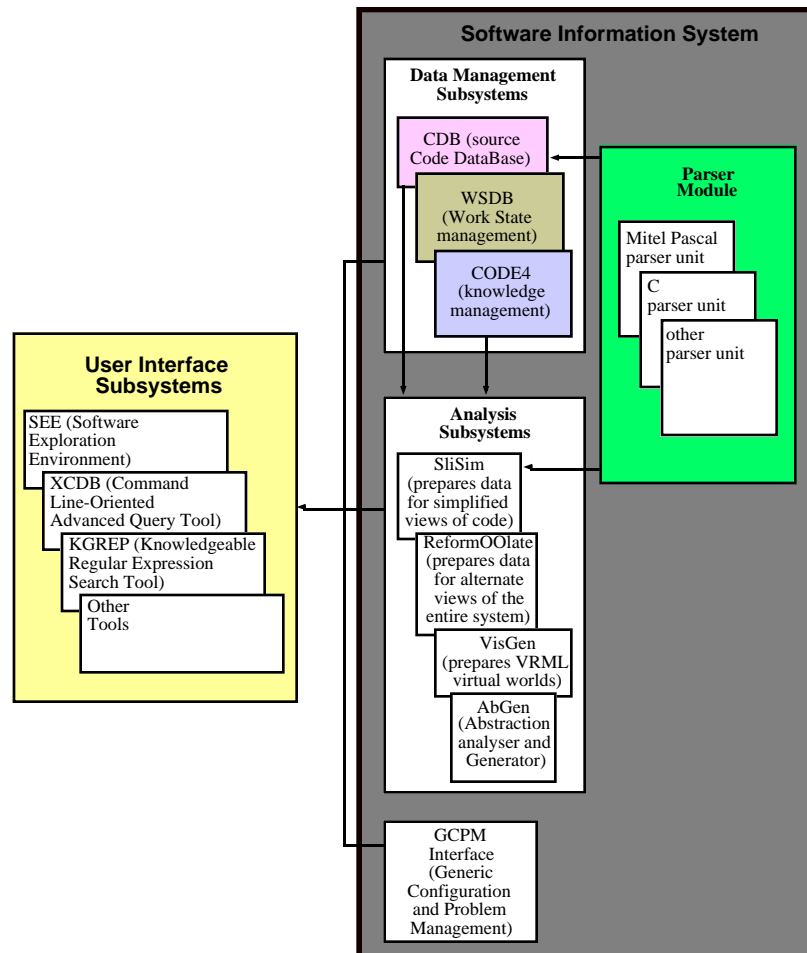 Software Information System
Data Management
Subsystems
CDB (source
Code DataBase)
WSDB
(Work State
management)
CODE4
(knowledge
management)
Parser
Module
Mitel Pascal
parser unit
C
parser unit
other
parser unit
User Interface
Subsystems
SEE (Software
Exploration
Environment)
XCDB (Command
Line-Oriented
Advanced Query Tool)
KGREP (Knowledgeable
Regular Expression
Search Tool)
Other
Tools
Analysis
Subsystems
SliSim
(prepares data
for simplified
views of code)
ReformOOlate
(prepares data
for alternate
views of the
entire system)
VisGen
(prepares VRML
virtual worlds)
AbGen
(Abstraction
analyser and
Generator)
GCPM
Interface
(Generic
Configuration
and Problem
Management)